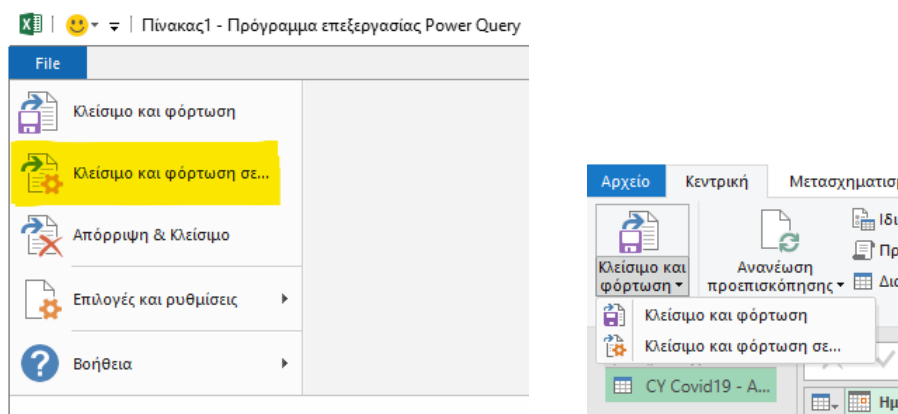 Πίνακας1 - Πρόγραμμα επεξεργασίας Power Query
File
Κλείσιμο και φόρτωση
Κλείσιμο και φόρτωση σε...
Απόρριψη & Κλείσιμο
Επιλογές και ρυθμίσεις
Βοήθεια
Αρχείο Κεντρική
Κλείσιμο και
φόρτωση
Ανανέωση
προεπισκόπησης
Κλείσιμο και φόρτωση
Κλείσιμο και φόρτωση σε...
CY Covid19 - A...